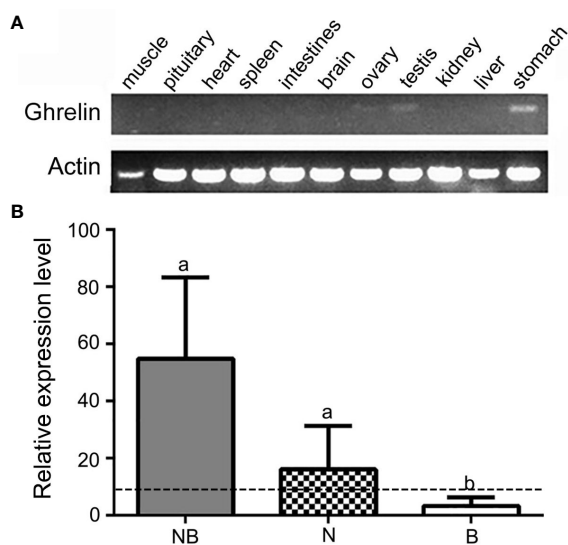 A
muscle pituitary heart spleen intestines brain ovary testis kidney liver stomach
Ghrelin
Actin
B
Relative expression level
100
80
60
40
20
0
a
a
b
NB N B